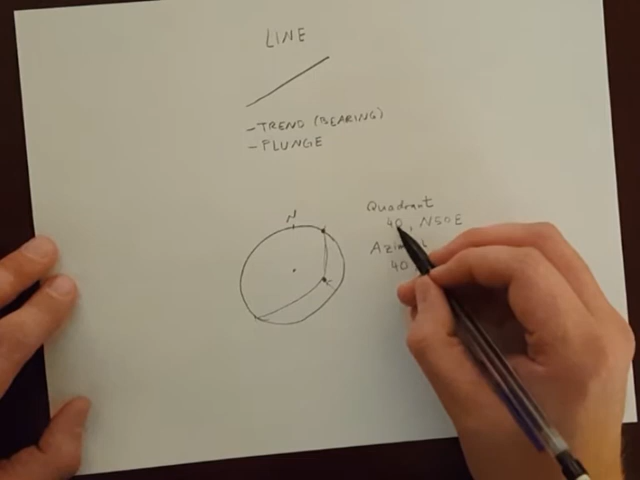 LINE
- TREND (BEARING)
- PLUNGE
N
Quadrant
40, N50E
40